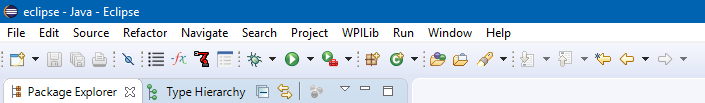 eclipse - Java - Eclipse
File Edit Source Refactor Navigate Search Project WPILib Run Window Help
Package Explorer Type Hierarchy